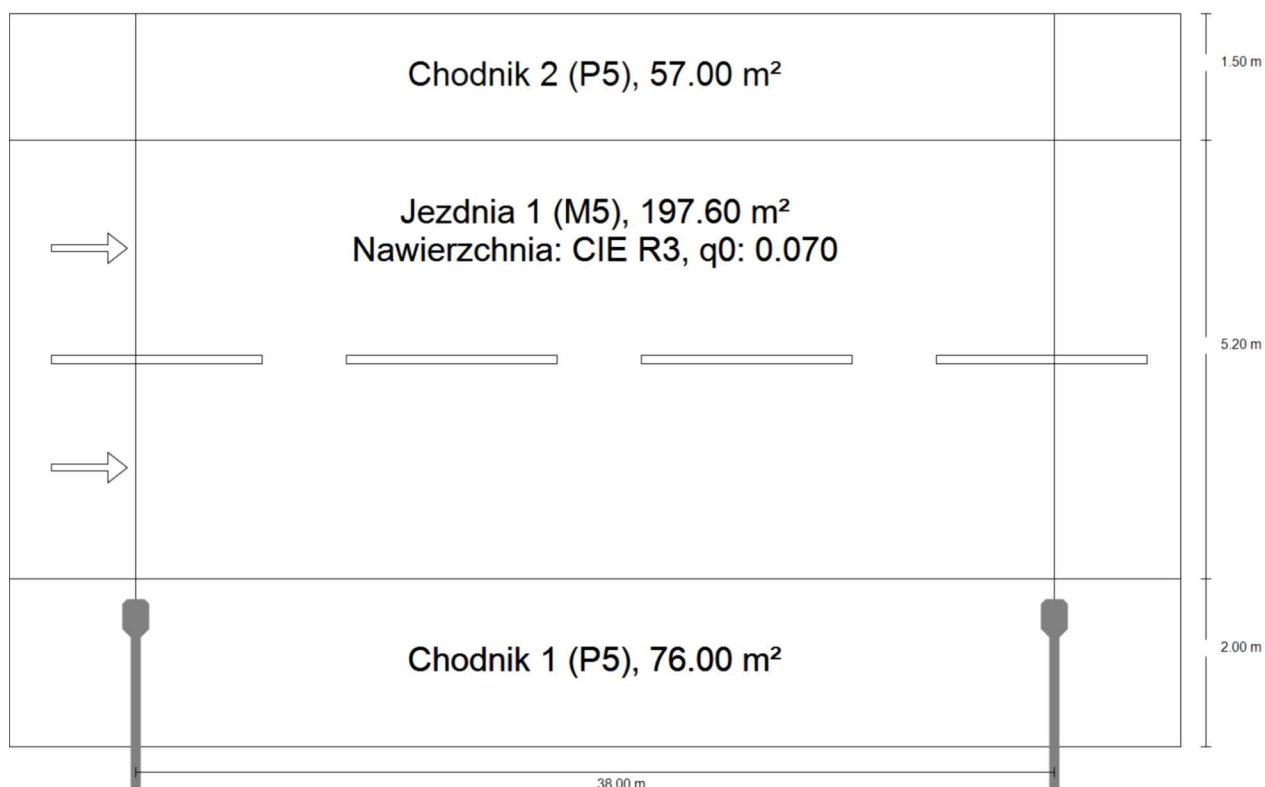 Chodnik 2 (P5), 57.00 m²
1.50 m
Jezdnia 1 (M5), 197.60 m²
Nawierzchnia: CIE R3, q0: 0.070
5.20 m
Chodnik 1 (P5), 76.00 m²
2.00 m
38.00 m